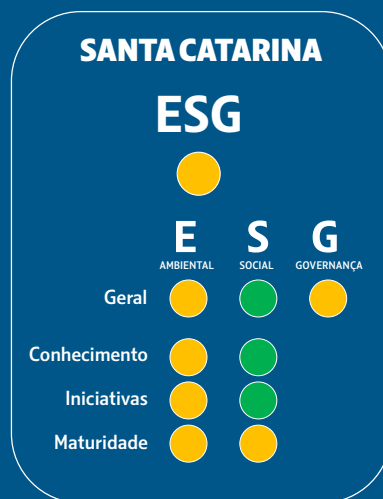 SANTA CATARINA
ESG
E S G
AMBIENTAL SOCIAL GOVERNANÇA
Geral
Conhecimento
Iniciativas
Maturidade